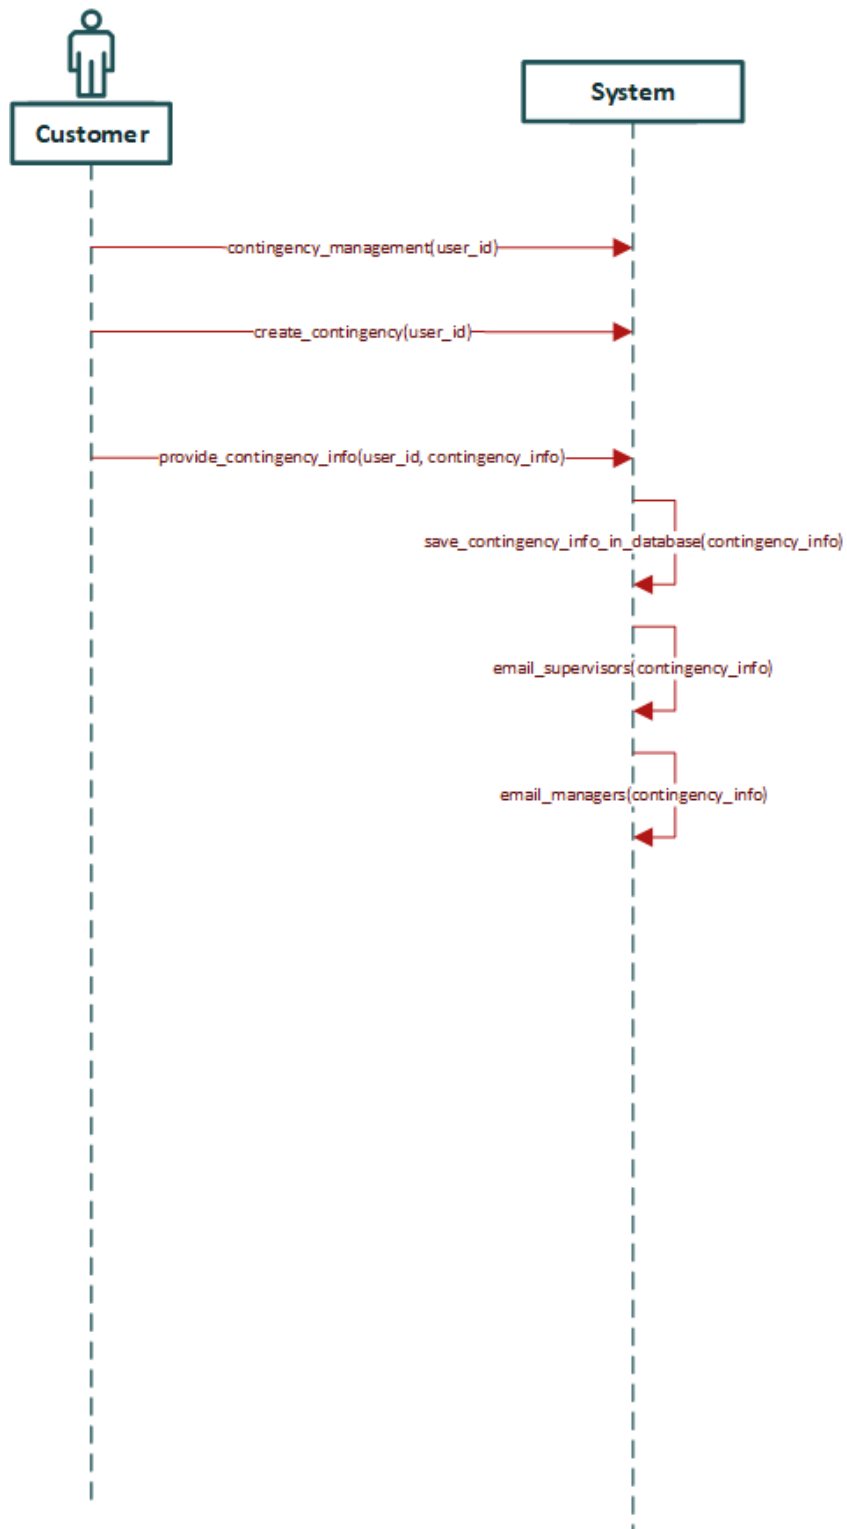 Customer
System
contingency_management(user_id)
create_contingency(user_id)
provide_contingency_info(user_id, contingency_info)
save_contingency_info_in_database(contingency_info)
email_supervisors(contingency_info)
email_managers(contingency_info)